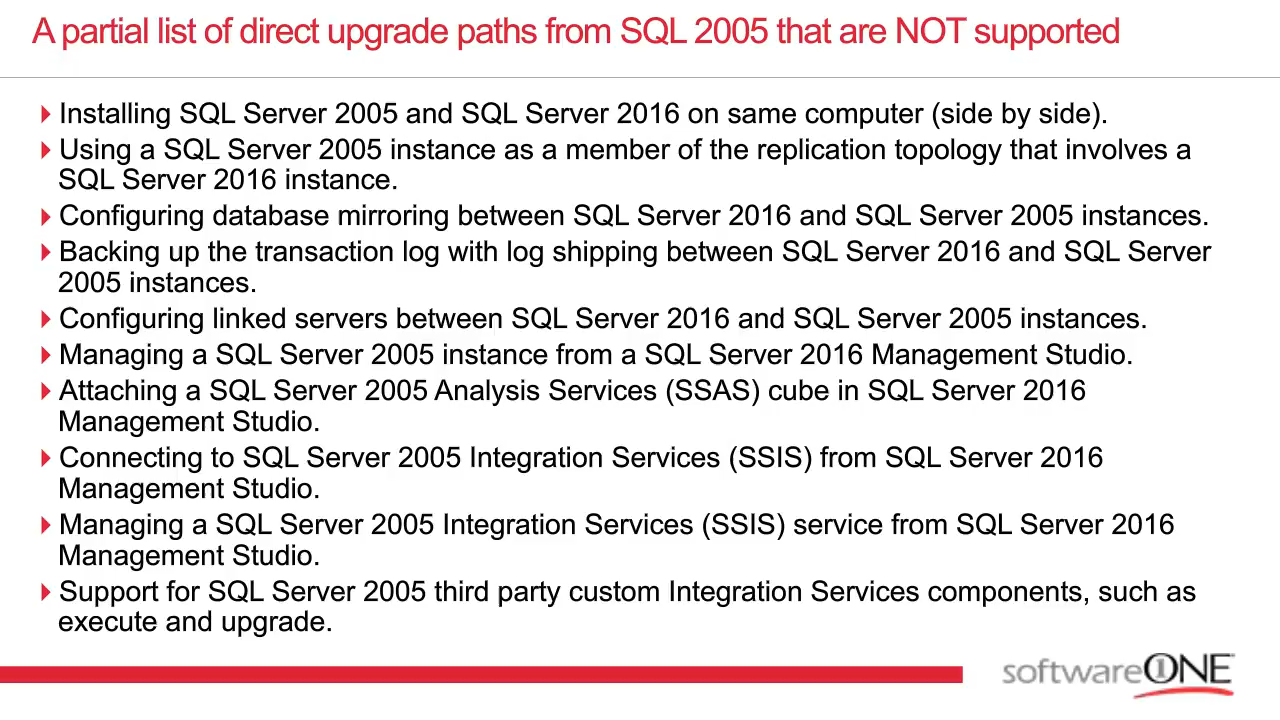 A partial list of direct upgrade paths from SQL 2005 that are NOT supported
Installing SQL Server 2005 and SQL Server 2016 on same computer (side by side).
Using a SQL Server 2005 instance as a member of the replication topology that involves a
SQL Server 2016 instance.
Configuring database mirroring between SQL Server 2016 and SQL Server 2005 instances.
Backing up the transaction log with log shipping between SQL Server 2016 and SQL Server
2005 instances.
Configuring linked servers between SQL Server 2016 and SQL Server 2005 instances.
Managing a SQL Server 2005 instance from a SQL Server 2016 Management Studio.
Attaching a SQL Server 2005 Analysis Services (SSAS) cube in SQL Server 2016
Management Studio.
Connecting to SQL Server 2005 Integration Services (SSIS) from SQL Server 2016
Management Studio.
Managing a SQL Server 2005 Integration Services (SSIS) service from SQL Server 2016
Management Studio.
Support for SQL Server 2005 third party custom Integration Services components, such as
execute and upgrade.
softwareONE